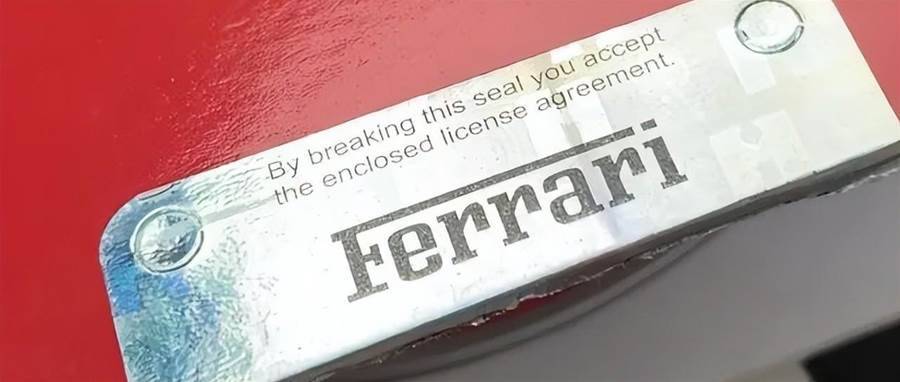 By breaking this seal you accept
the enclosed license agreement.
Ferrari